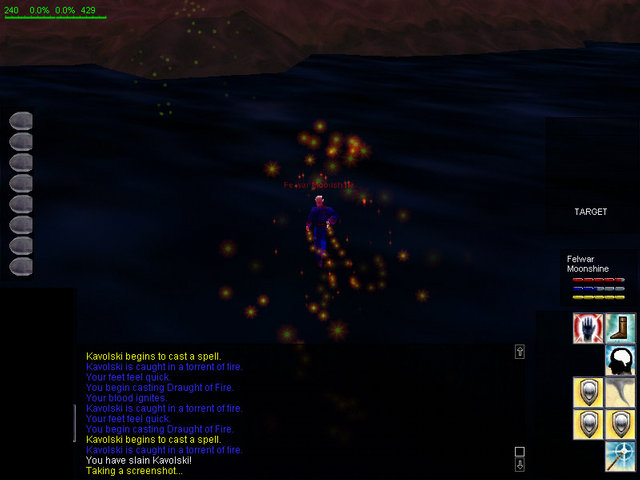 240 0.0% 0.0% 429
Felwar Moonshine
TARGET
Felwar
Moonshine
Kavolski begins to cast a spell.
Kavolski is caught in a torrent of fire.
Your feet feel quick.
You begin casting Draught of Fire.
Your blood ignites.
Kavolski is caught in a torrent of fire.
Your feet feel quick.
You begin casting Draught of Fire.
Kavolski begins to cast a spell.
Kavolski is caught in a torrent of fire.
You have slain Kavolski!
Taking a screenshot...